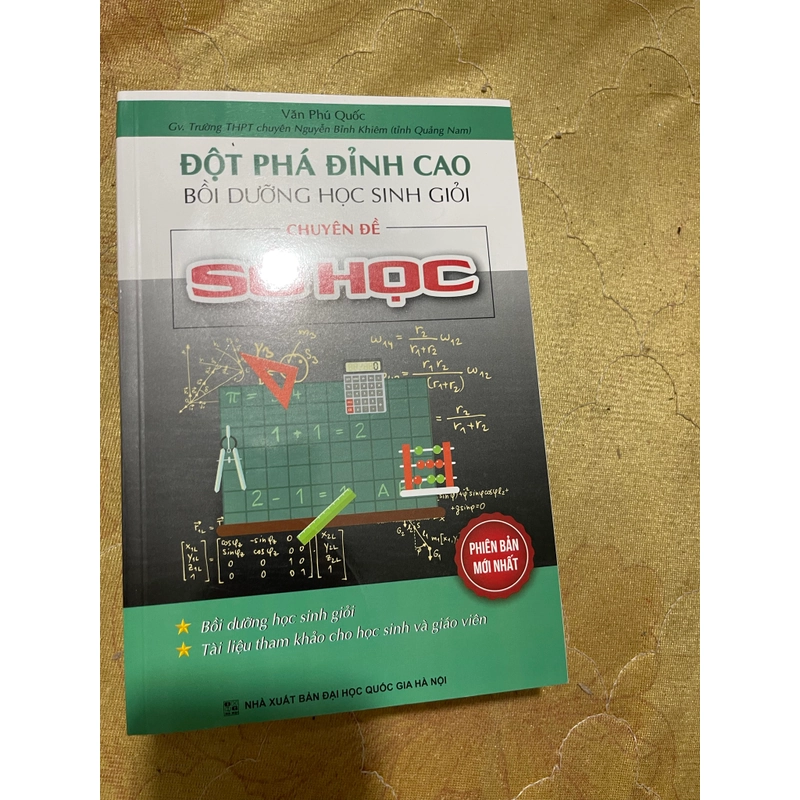 Văn Phú Quốc
Gv. Trường THPT chuyên Nguyễn Bỉnh Khiêm (tỉnh Quảng Nam)
ĐỘT PHÁ ĐỈNH CAO
BỒI DƯỠNG HỌC SINH GIỎI
CHUYÊN ĐỀ
SỐ HỌC
1 + 1 = 2
2 - 1 = 1
PHIÊN BẢN
MỚI NHẤT
Bồi dưỡng học sinh giỏi
Tài liệu tham khảo cho học sinh và giáo viên
NHÀ XUẤT BẢN ĐẠI HỌC QUỐC GIA HÀ NỘI